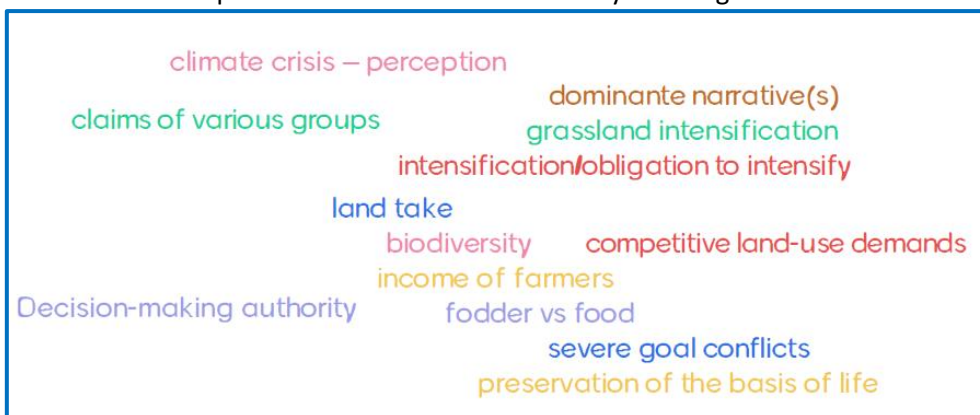 climate crisis – perception
dominante narrative(s)
claims of various groups
grassland intensification
intensification/obligation to intensify
land take
biodiversity
competitive land-use demands
income of farmers
Decision-making authority
fodder vs food
severe goal conflicts
preservation of the basis of life